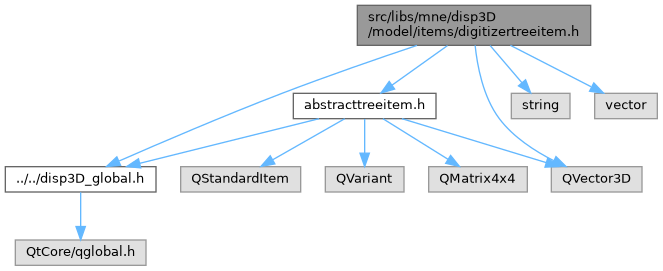 src/libs/mne/disp3D
/model/items/digitizertreeitem.h
abstracttreeitem.h
string
vector
../../disp3D_global.h
QStandardItem
QVariant
QMatrix4x4
QVector3D
QtCore/qglobal.h